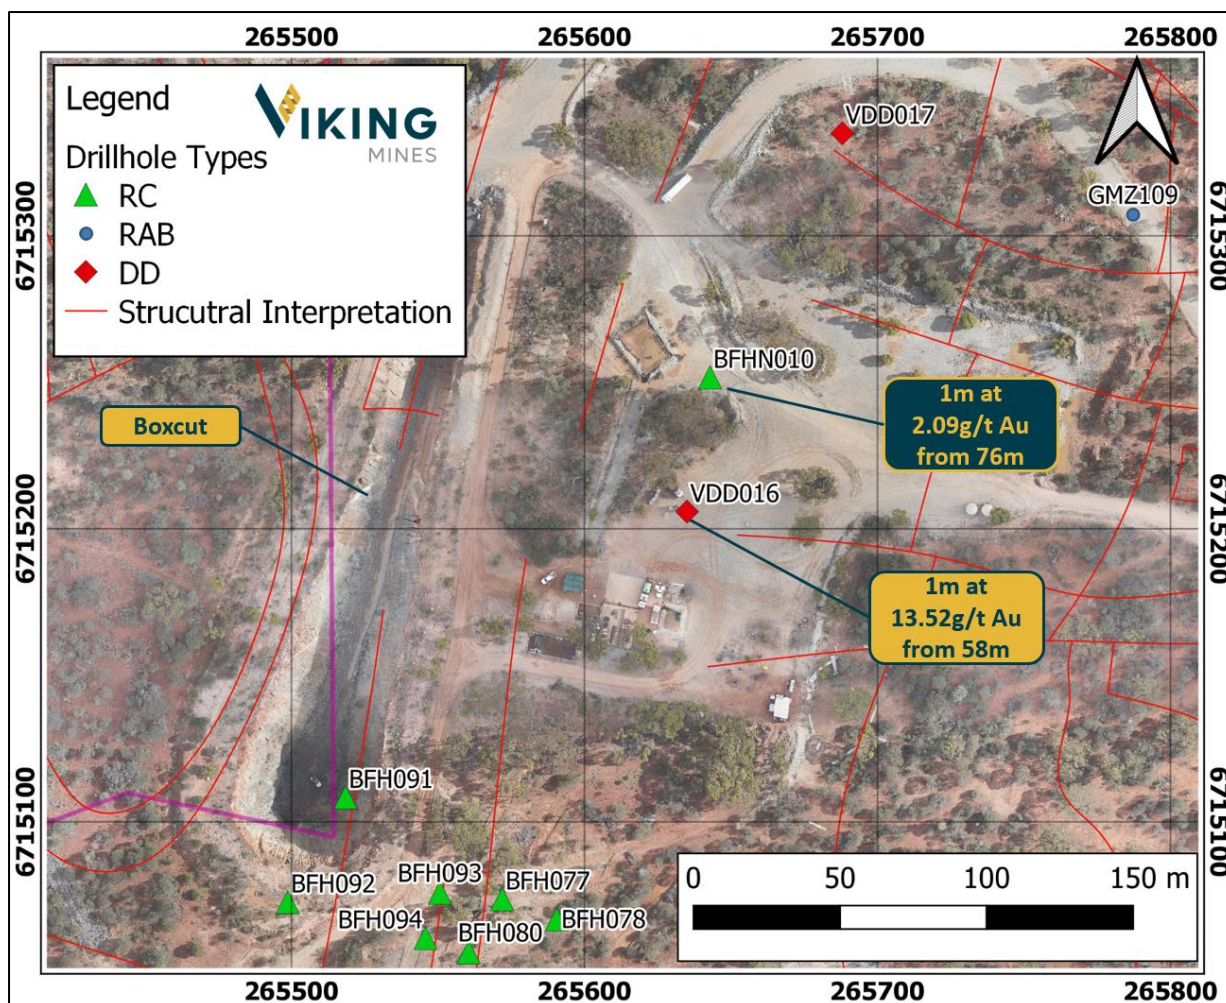 265500 265600 265700 265800
Legend
VIKING
MINES
Drillhole Types
RC
RAB
DD
Strucutral Interpretation
VDD017
GMZ109
6715300
6715300
BFHN010
1m at
2.09g/t Au
from 76m
Boxcut
VDD016
6715200
6715200
1m at
13.52g/t Au
from 58m
BFH091
6715100
6715100
BFH092
BFH093
BFH077
BFH094
BFH080
BFH078
0 50 100 150 m
265500 265600 265700 265800